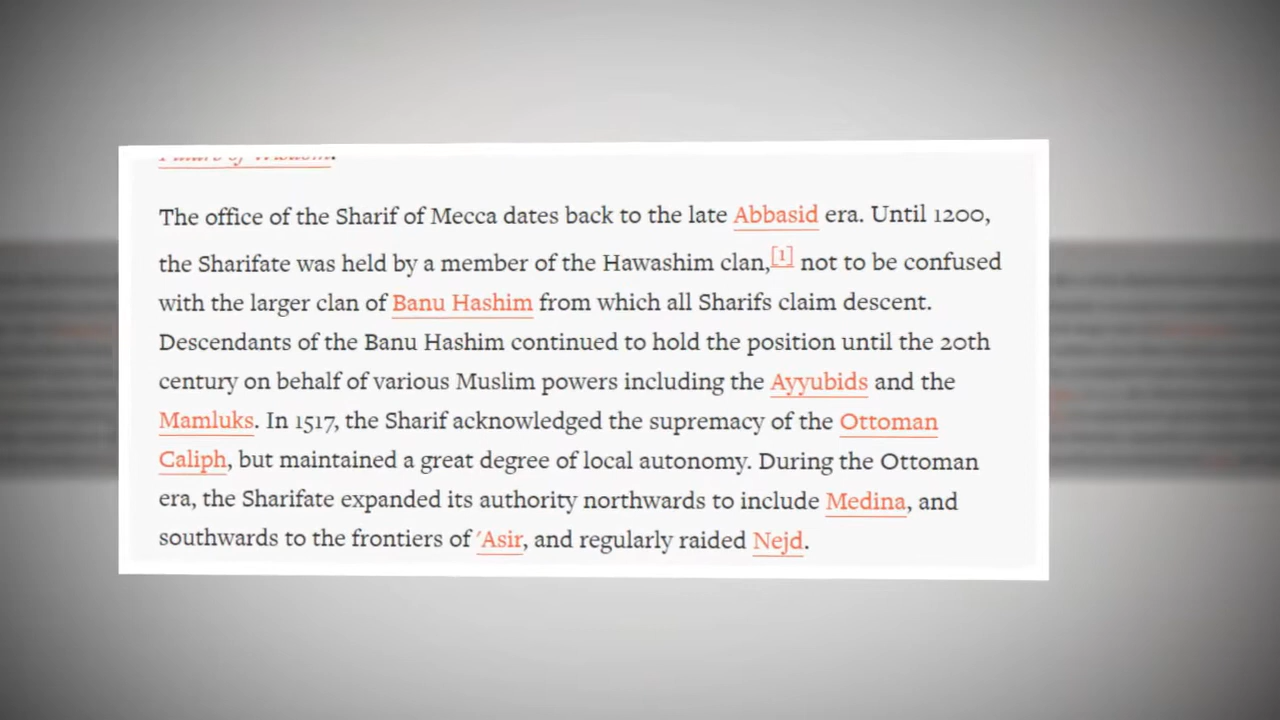 The office of the Sharif of Mecca dates back to the late Abbasid era. Until 1200,
the Sharifate was held by a member of the Hawashim clan,[1] not to be confused
with the larger clan of Banu Hashim from which all Sharifs claim descent.
Descendants of the Banu Hashim continued to hold the position until the 20th
century on behalf of various Muslim powers including the Ayyubids and the
Mamluks. In 1517, the Sharif acknowledged the supremacy of the Ottoman
Caliph, but maintained a great degree of local autonomy. During the Ottoman
era, the Sharifate expanded its authority northwards to include Medina, and
southwards to the frontiers of 'Asir, and regularly raided Nejd.